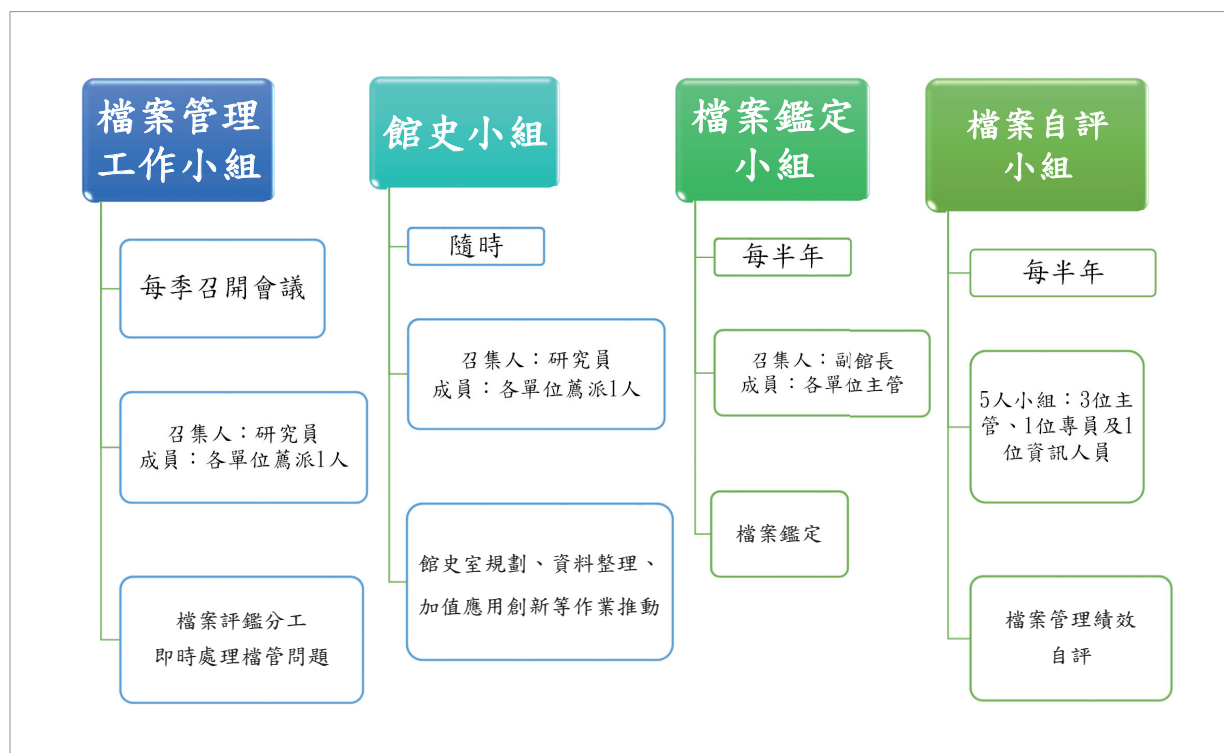 檔案管理
工作小組
每季召開會議
召集人：研究員
成員：各單位薦派1人
檔案評鑑分工
即時處理檔管問題
館史小組
隨時
召集人：研究員
成員：各單位薦派1人
館史室規劃、資料整理、
加值應用創新等作業推動
檔案鑑定
小組
每半年
召集人：副館長
成員：各單位主管
檔案鑑定
檔案自評
小組
每半年
5人小組：3位主
管、1位專員及1
位資訊人員
檔案管理績效
自評